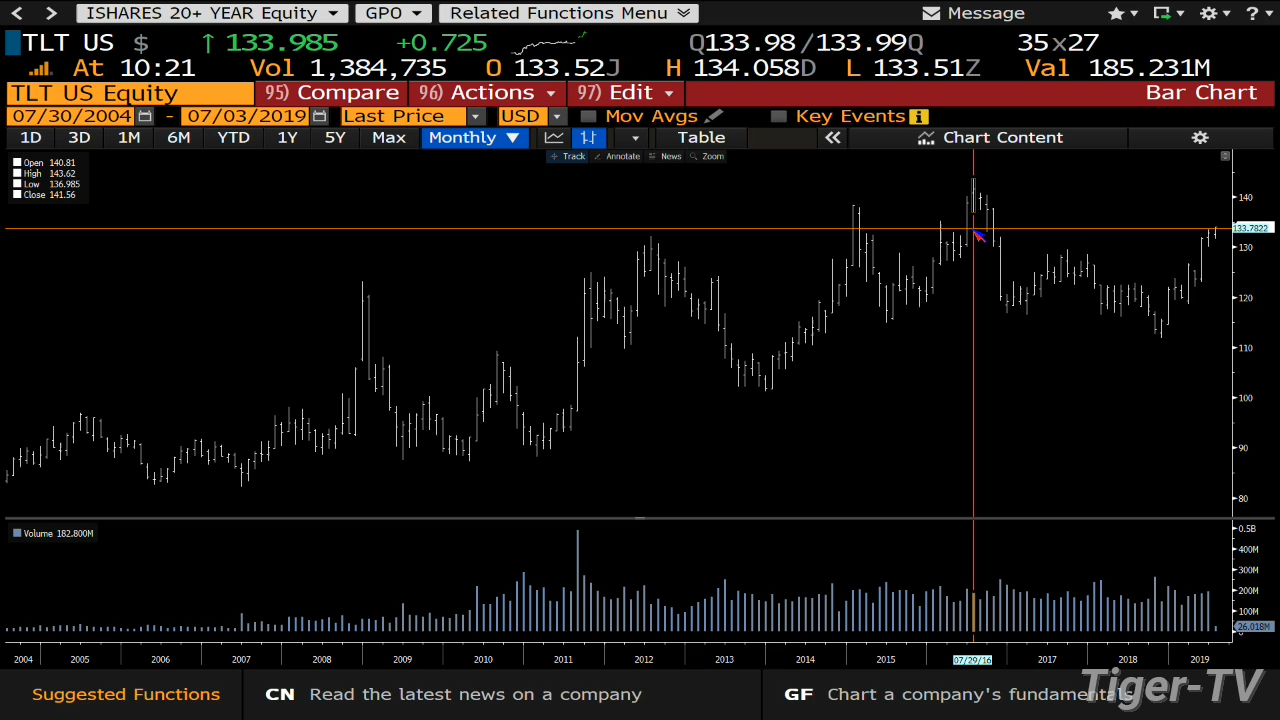 ISHARES 20+ YEAR Equity GPO Related Functions Menu Message ?
TLT US $ ↑ 133.985 +0.725 Q133.98 /133.99Q 35x27
At 10:21 Vol 1,384,735 O 133.52J H 134.058D L 133.51Z Val 185.231M
TLT US Equity 95) Compare 96) Actions 97) Edit Bar Chart
07/30/2004 - 07/03/2019 Last Price USD Mov Avgs Key Events
1D 3D 1M 6M YTD 1Y 5Y Max Monthly ▼ Table « Chart Content
Track Annotate News Zoom
Open 140.81
High 143.62
Low 136.985
Close 141.56
140
133.7822
130
120
110
100
90
80
Volume 182.800M
0.5B
400M
300M
200M
100M
26.018M
0
2004 2005 2006 2007 2008 2009 2010 2011 2012 2013 2014 2015 07/29/16 2017 2018 2019
Suggested Functions CN Read the latest news on a company GF Chart a company's fundamentals
Tiger-TV